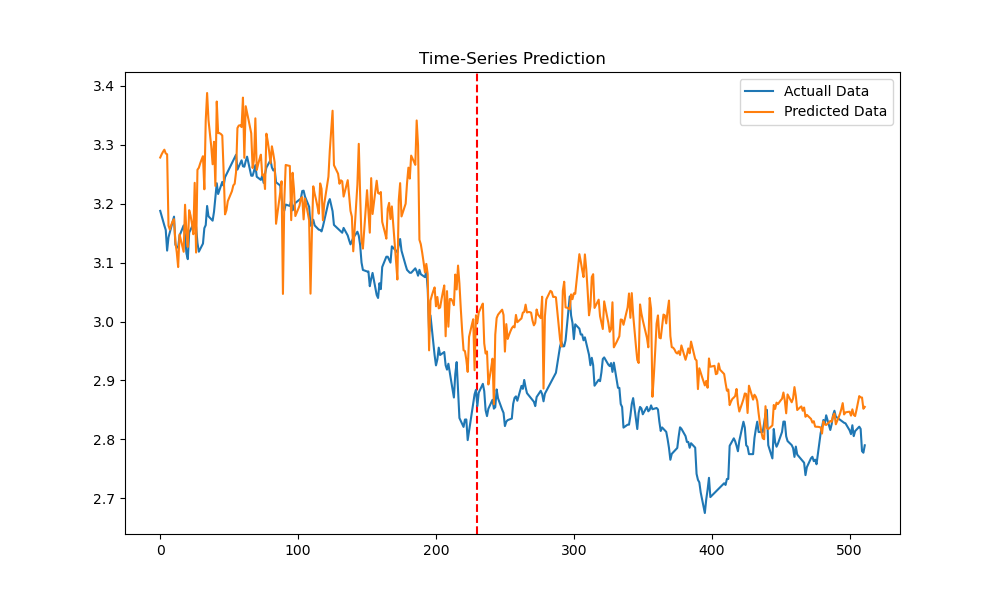 Time-Series Prediction
Actuall Data
Predicted Data
3.4
3.3
3.2
3.1
3.0
2.9
2.8
2.7
0 100 200 300 400 500